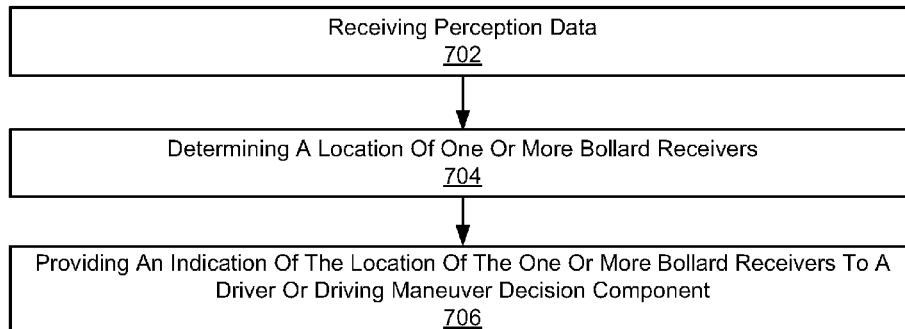 Receiving Perception Data
702
Determining A Location Of One Or More Bollard Receivers
704
Providing An Indication Of The Location Of The One Or More Bollard Receivers To A
Driver Or Driving Maneuver Decision Component
706